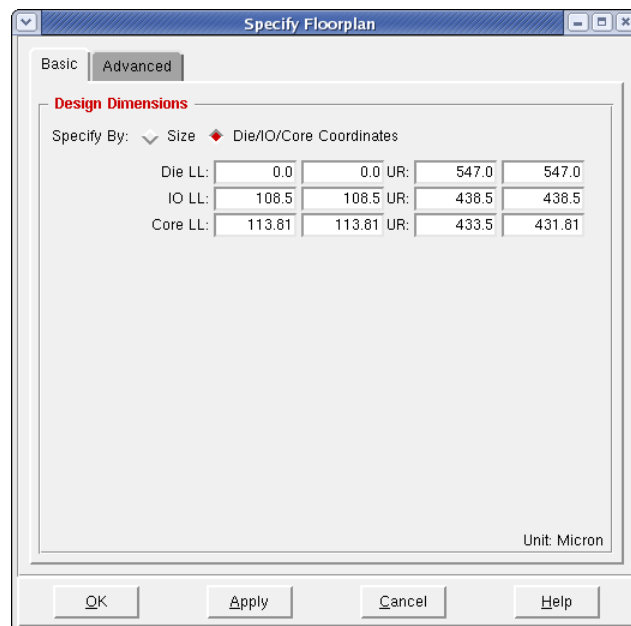 Specify Floorplan
Basic Advanced
Design Dimensions
Specify By: Size Die/IO/Core Coordinates
Die LL: 0.0 0.0 UR: 547.0 547.0
IO LL: 108.5 108.5 UR: 438.5 438.5
Core LL: 113.81 113.81 UR: 433.5 431.81
Unit: Micron
OK Apply Cancel Help